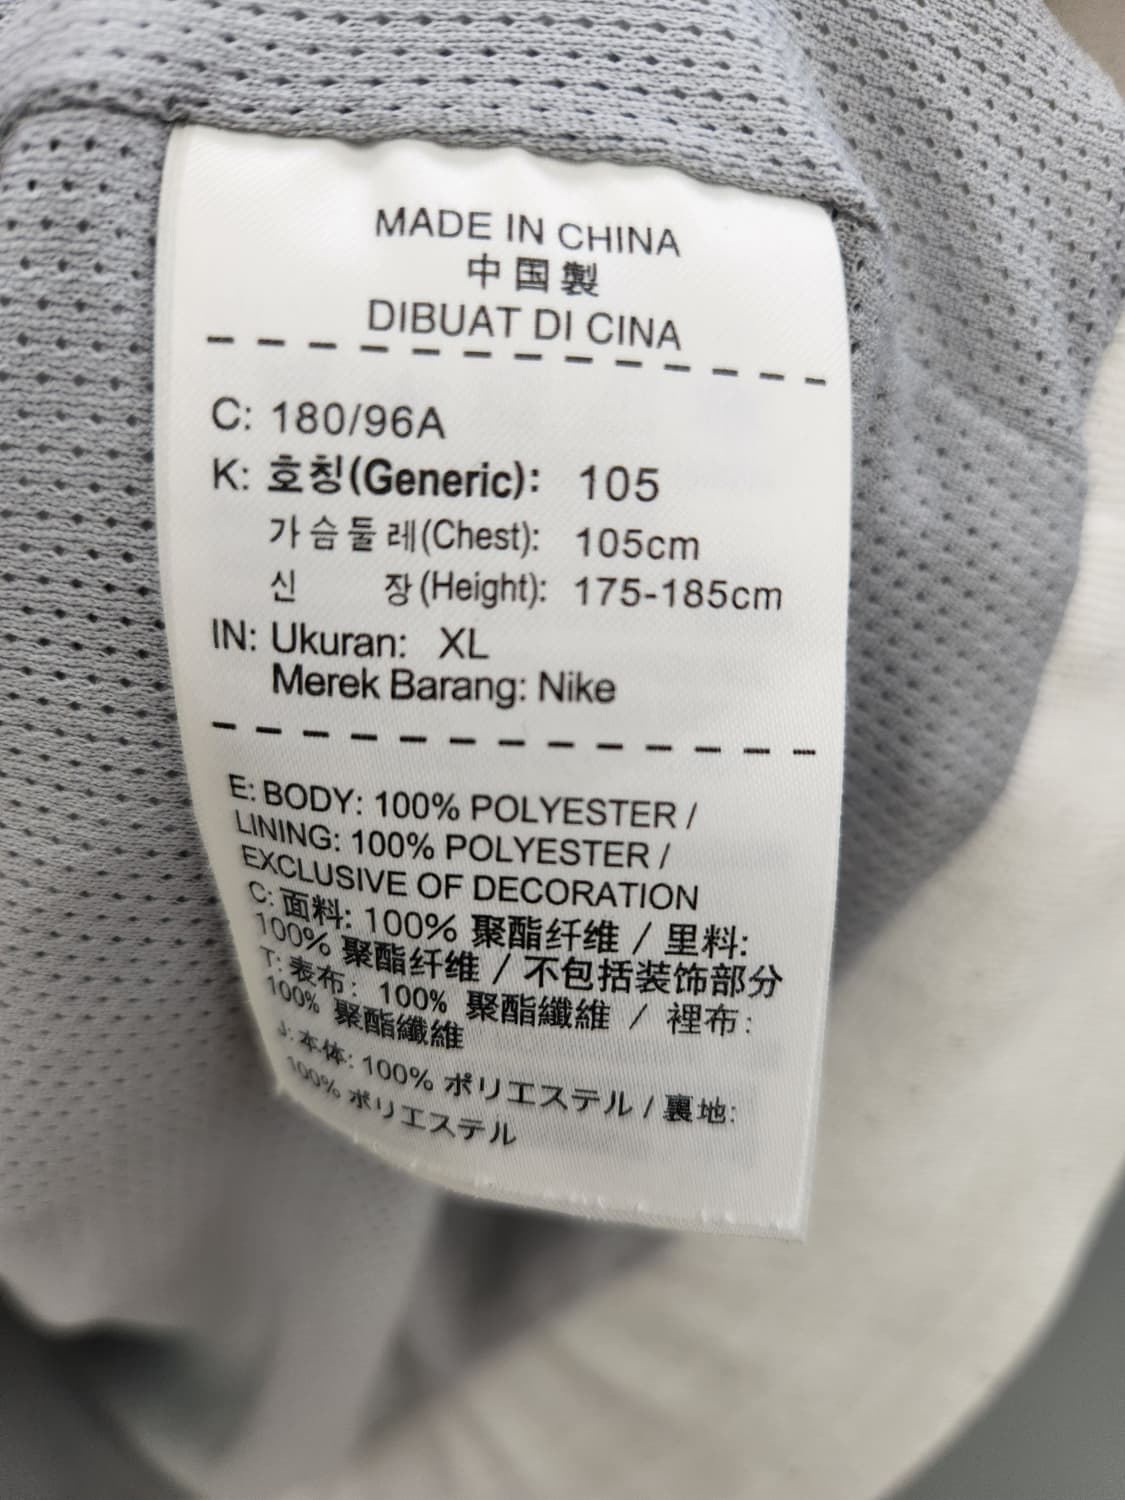 MADE IN CHINA
中国製
DIBUAT DI CINA
C: 180/96A
K: 호칭(Generic): 105
가슴둘레(Chest): 105cm
신 장(Height): 175-185cm
IN: Ukuran: XL
Merek Barang: Nike
E: BODY: 100% POLYESTER /
LINING: 100% POLYESTER /
EXCLUSIVE OF DECORATION
C: 面料: 100% 聚酯纤维 / 里料:
100% 聚酯纤维 / 不包括装饰部分
T: 表布: 100% 聚酯纖維 / 裡布:
100% 聚酯纖維
J: 本体: 100% ポリエステル / 裏地:
100% ポリエステル